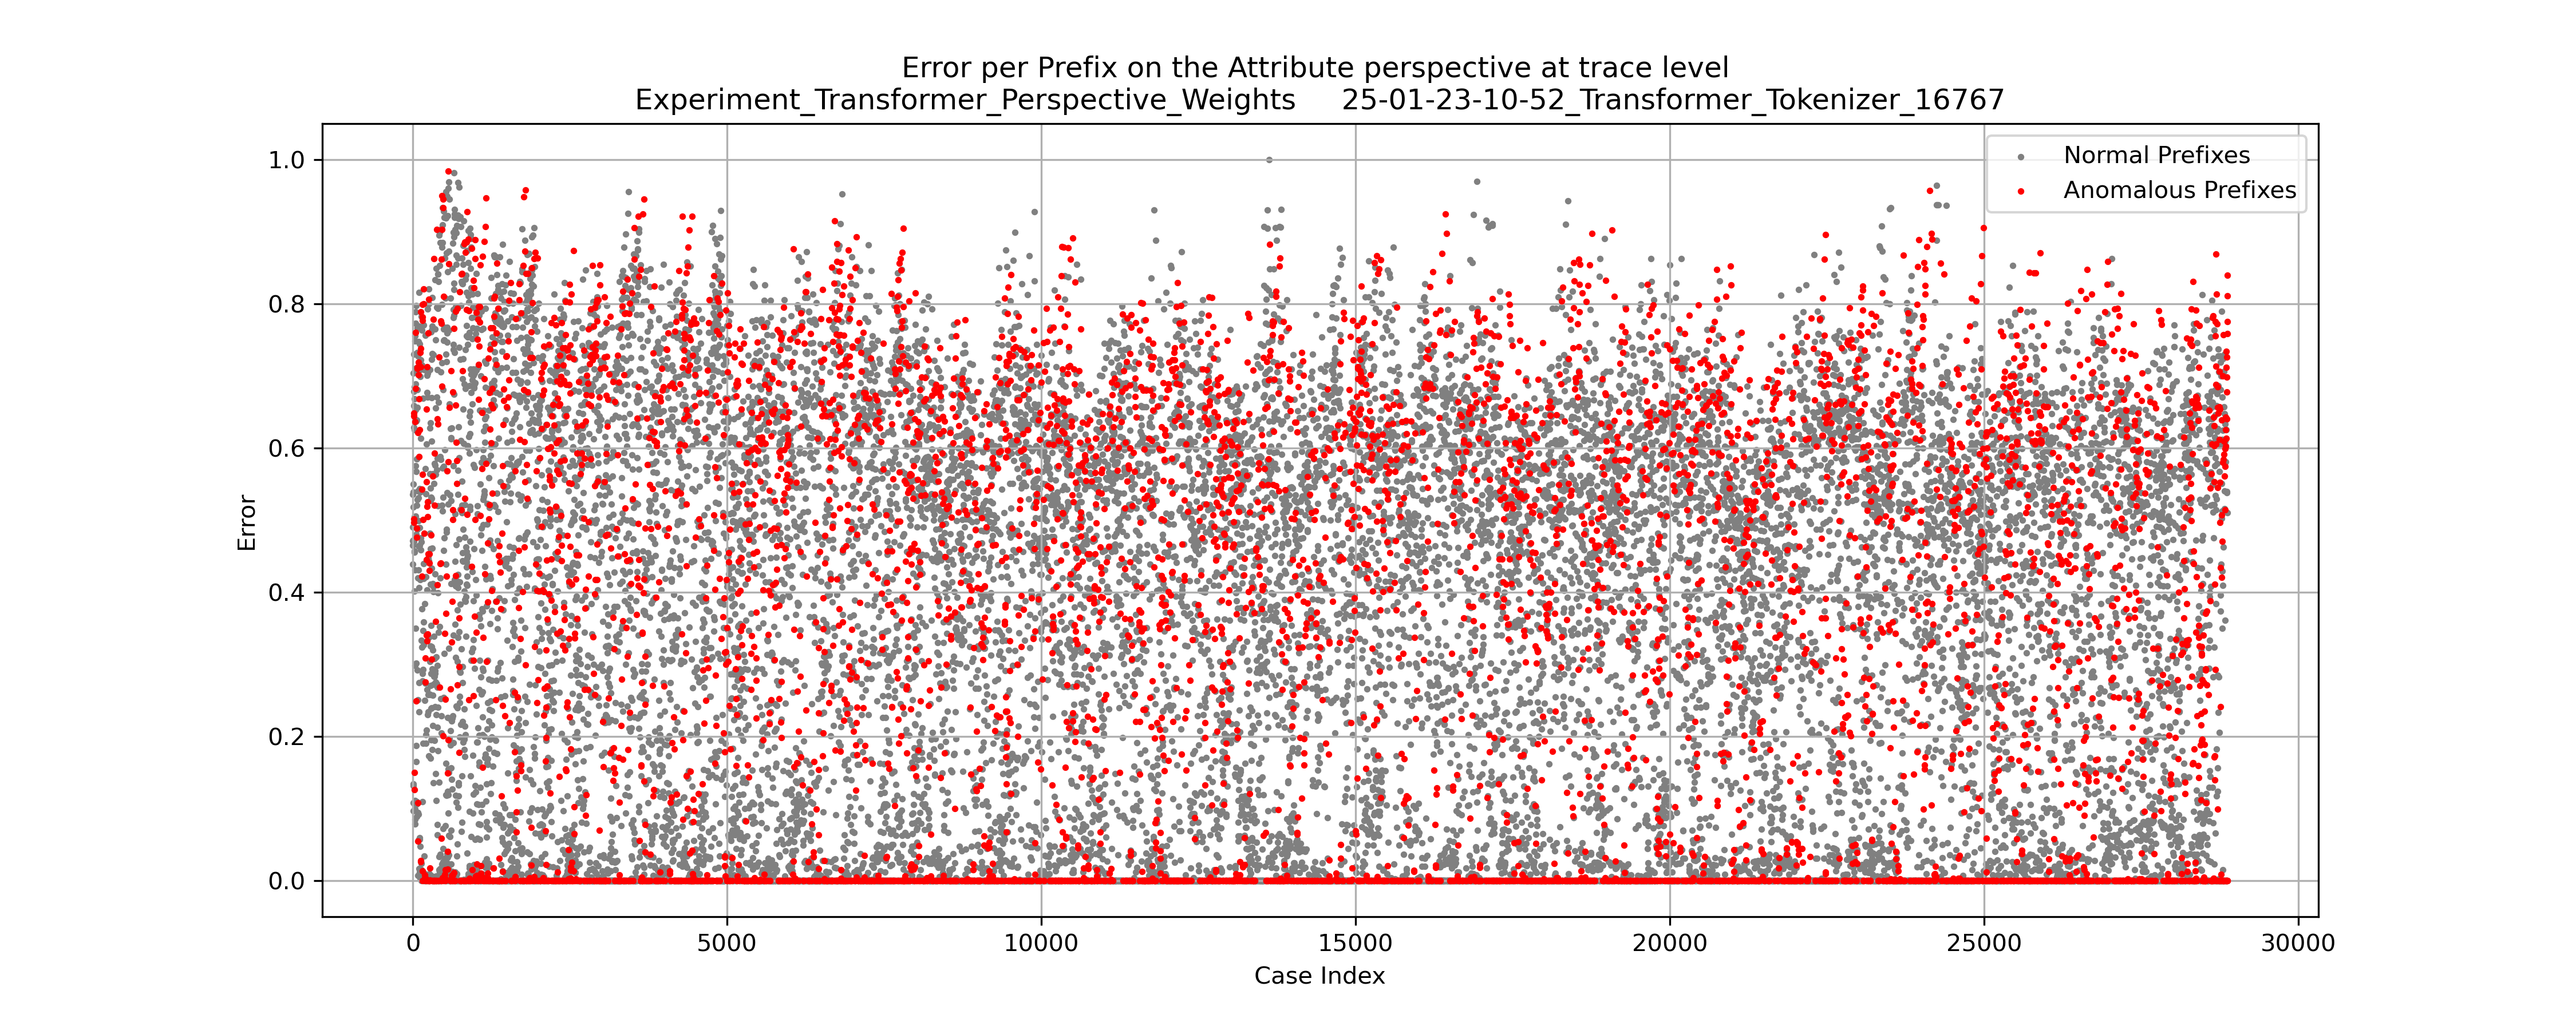 Error per Prefix on the Attribute perspective at trace level
Experiment_Transformer_Perspective_Weights 25-01-23-10-52_Transformer_Tokenizer_16767
Normal Prefixes
Anomalous Prefixes
Error
1.0
0.8
0.6
0.4
0.2
0.0
0 5000 10000 15000 20000 25000 30000
Case Index